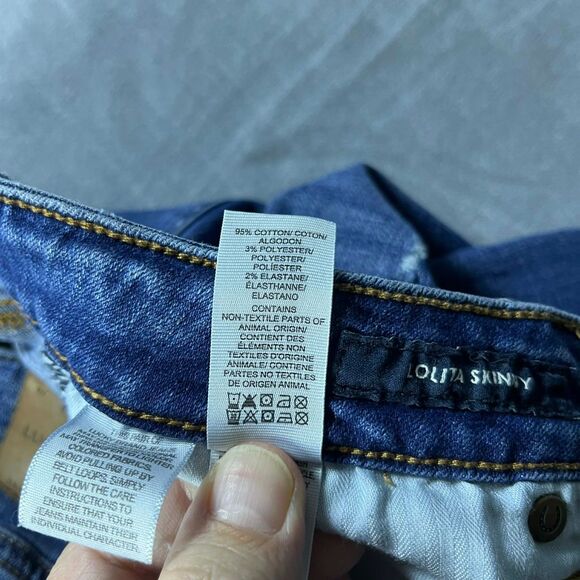 95% COTTON/ COTON/
ALGODON
3% POLYESTER/
POLYESTER/
POLIÉSTER
2% ELASTANE/
ÉLASTHANNE/
ELASTANO
CONTAINS
NON-TEXTILE PARTS OF
ANIMAL ORIGIN/
CONTIENT DES
ÉLÉMENTS NON
TEXTILES D'ORIGINE
ANIMALE/ CONTIENE
PARTES NO TEXTILES
DE ORIGEN ANIMAL
LOLITA SKINNY
PAIR OF
COLORED FABRICS.
AVOID PULLING UP BY
BELT LOOPS. SIMPLY
FOLLOW THE CARE
INSTRUCTIONS TO
ENSURE THAT YOUR
JEANS MAINTAIN THEIR
INDIVIDUAL CHARACTER.
LU